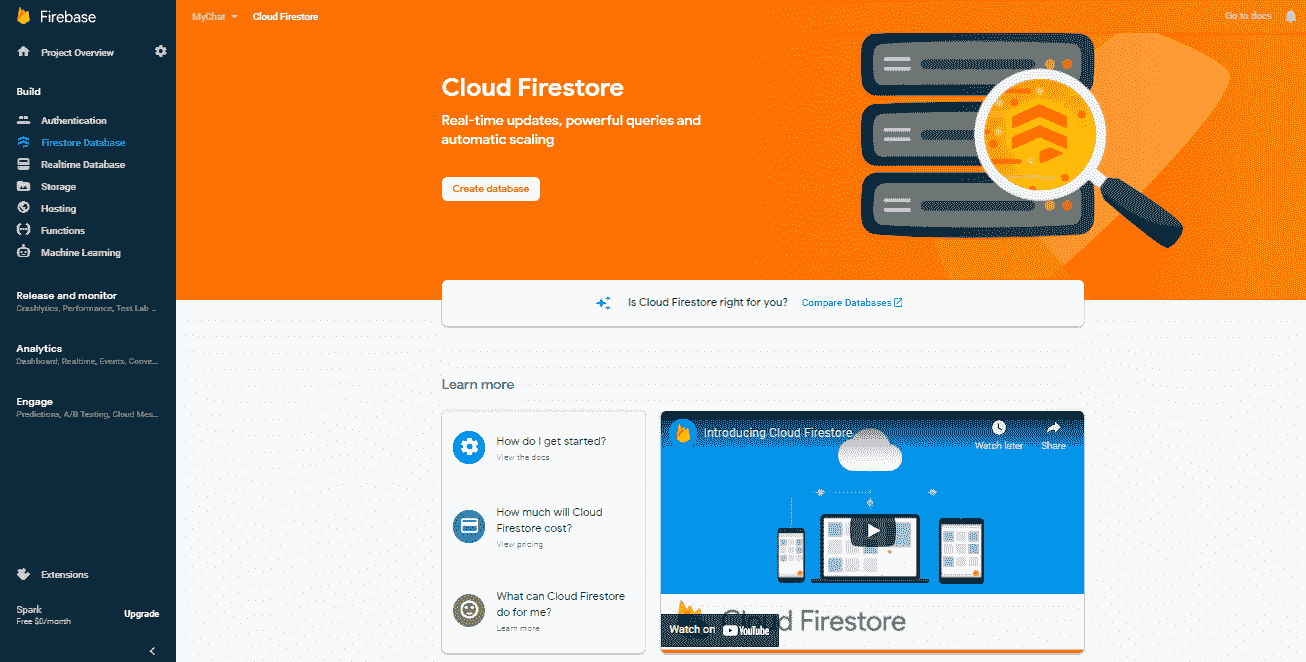 Firebase
Project Overview
Build
Authentication
Firestore Database
Realtime Database
Storage
Hosting
Functions
Machine Learning
Release and monitor
Crashlytics, Performance, Test Lab ...
Analytics
Dashboard, Realtime, Events, Conve...
Engage
Predictions, A/B Testing, Cloud Mes...
Extensions
Spark
Free $0/month
Upgrade
MyChat
Cloud Firestore
Go to docs
Cloud Firestore
Real-time updates, powerful queries and
automatic scaling
Create database
Is Cloud Firestore right for you? Compare Databases
Learn more
How do I get started?
View the docs
How much will Cloud
Firestore cost?
View pricing
What can Cloud Firestore
do for me?
Learn more
Introducing Cloud Firestore
Watch later
Share
Cloud Firestore
Watch on YouTube